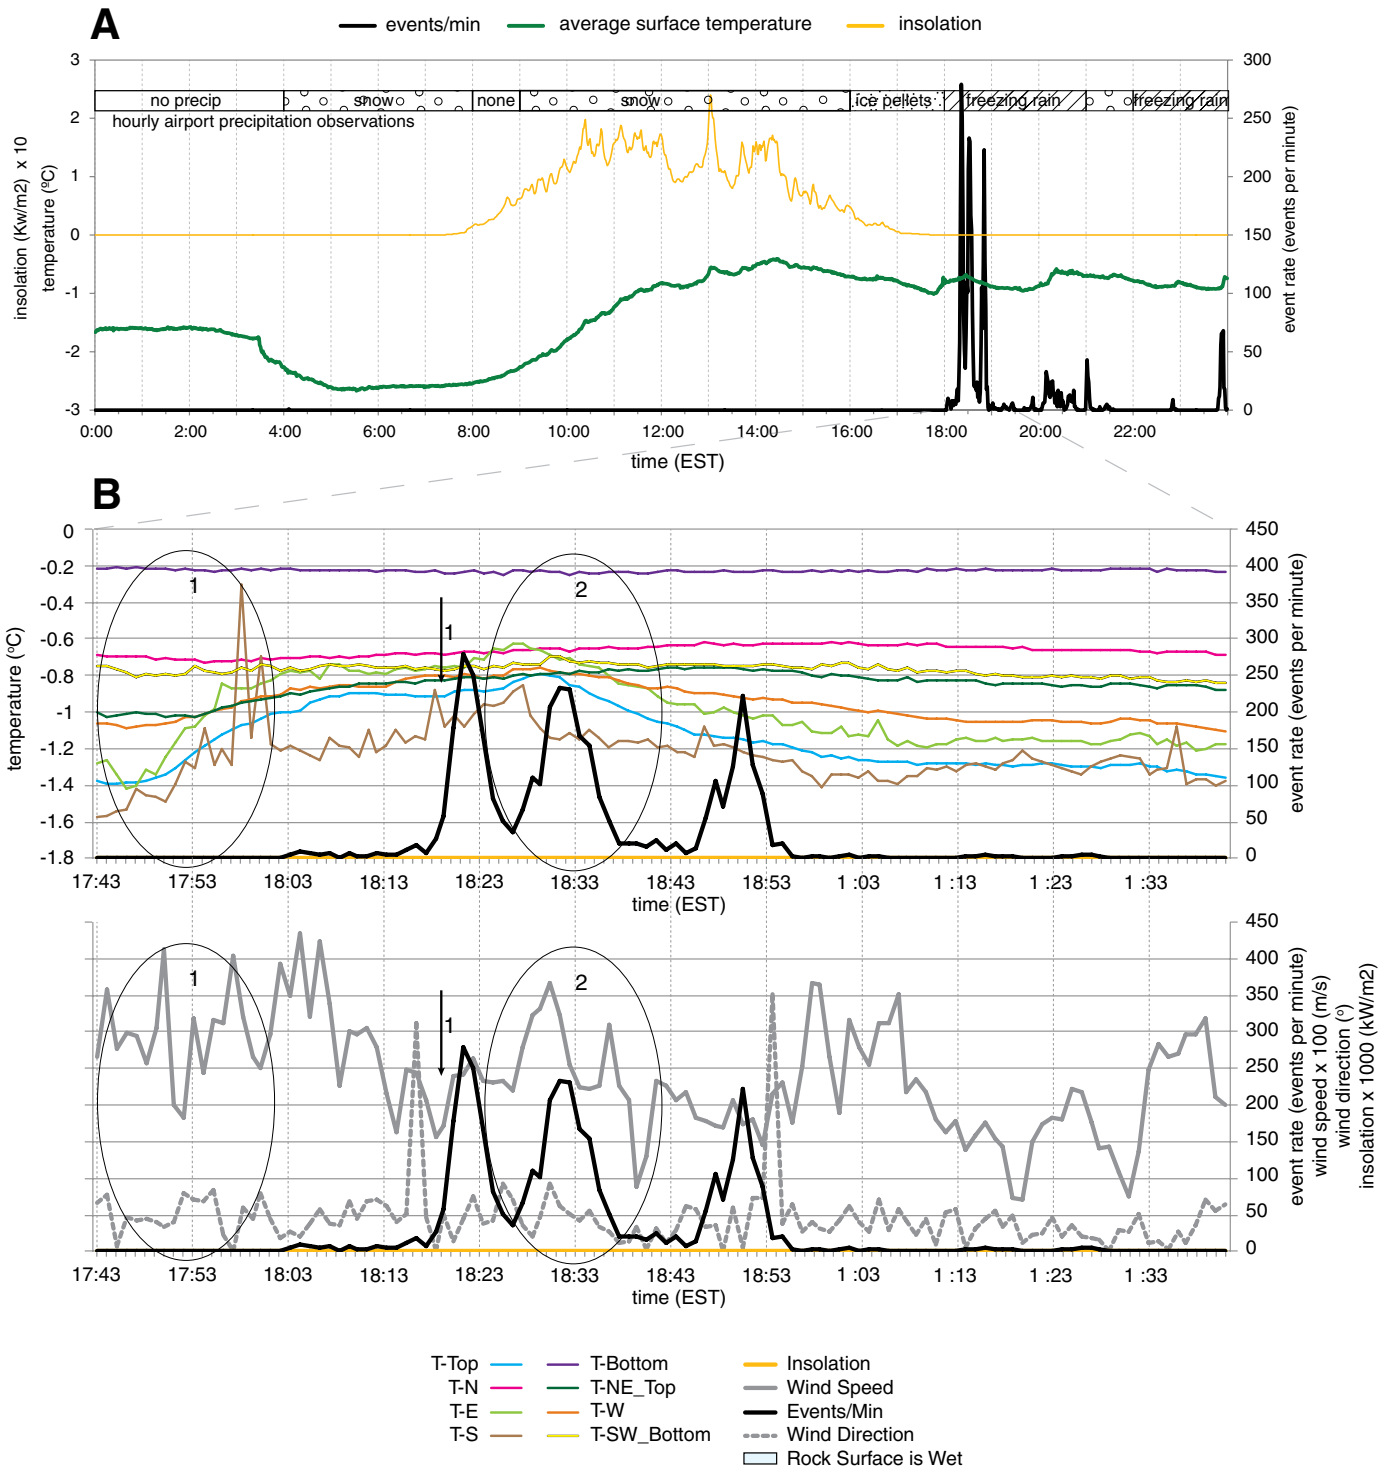 A
events/min average surface temperature insolation
3 300
no precip snow none snow ice pellets freezing rain freezing rain
hourly airport precipitation observations
2 250
1 200
0 150
-1 100
-2 50
-3 0
insolation (Kw/m2) x 10
temperature (ºC)
event rate (events per minute)
0:00 2:00 4:00 6:00 8:00 10:00 12:00 14:00 16:00 18:00 20:00 22:00
time (EST)
B
0 450
-0.2 400
-0.4 350
-0.6 300
-0.8 250
-1 200
-1.2 150
-1.4 100
-1.6 50
-1.8 0
temperature (ºC)
event rate (events per minute)
1
2
1
17:43 17:53 18:03 18:13 18:23 18:33 18:43 18:53 1 :03 1 :13 1 :23 1 :33
time (EST)
450
400
350
300
250
200
150
100
50
0
event rate (events per minute)
wind speed x 100 (m/s)
wind direction (º)
insolation x 1000 (kW/m2)
1
2
1
17:43 17:53 18:03 18:13 18:23 18:33 18:43 18:53 1 :03 1 :13 1 :23 1 :33
time (EST)
T-Top T-Bottom Insolation
T-N T-NE_Top Wind Speed
T-E T-W Events/Min
T-S T-SW_Bottom Wind Direction
Rock Surface is Wet